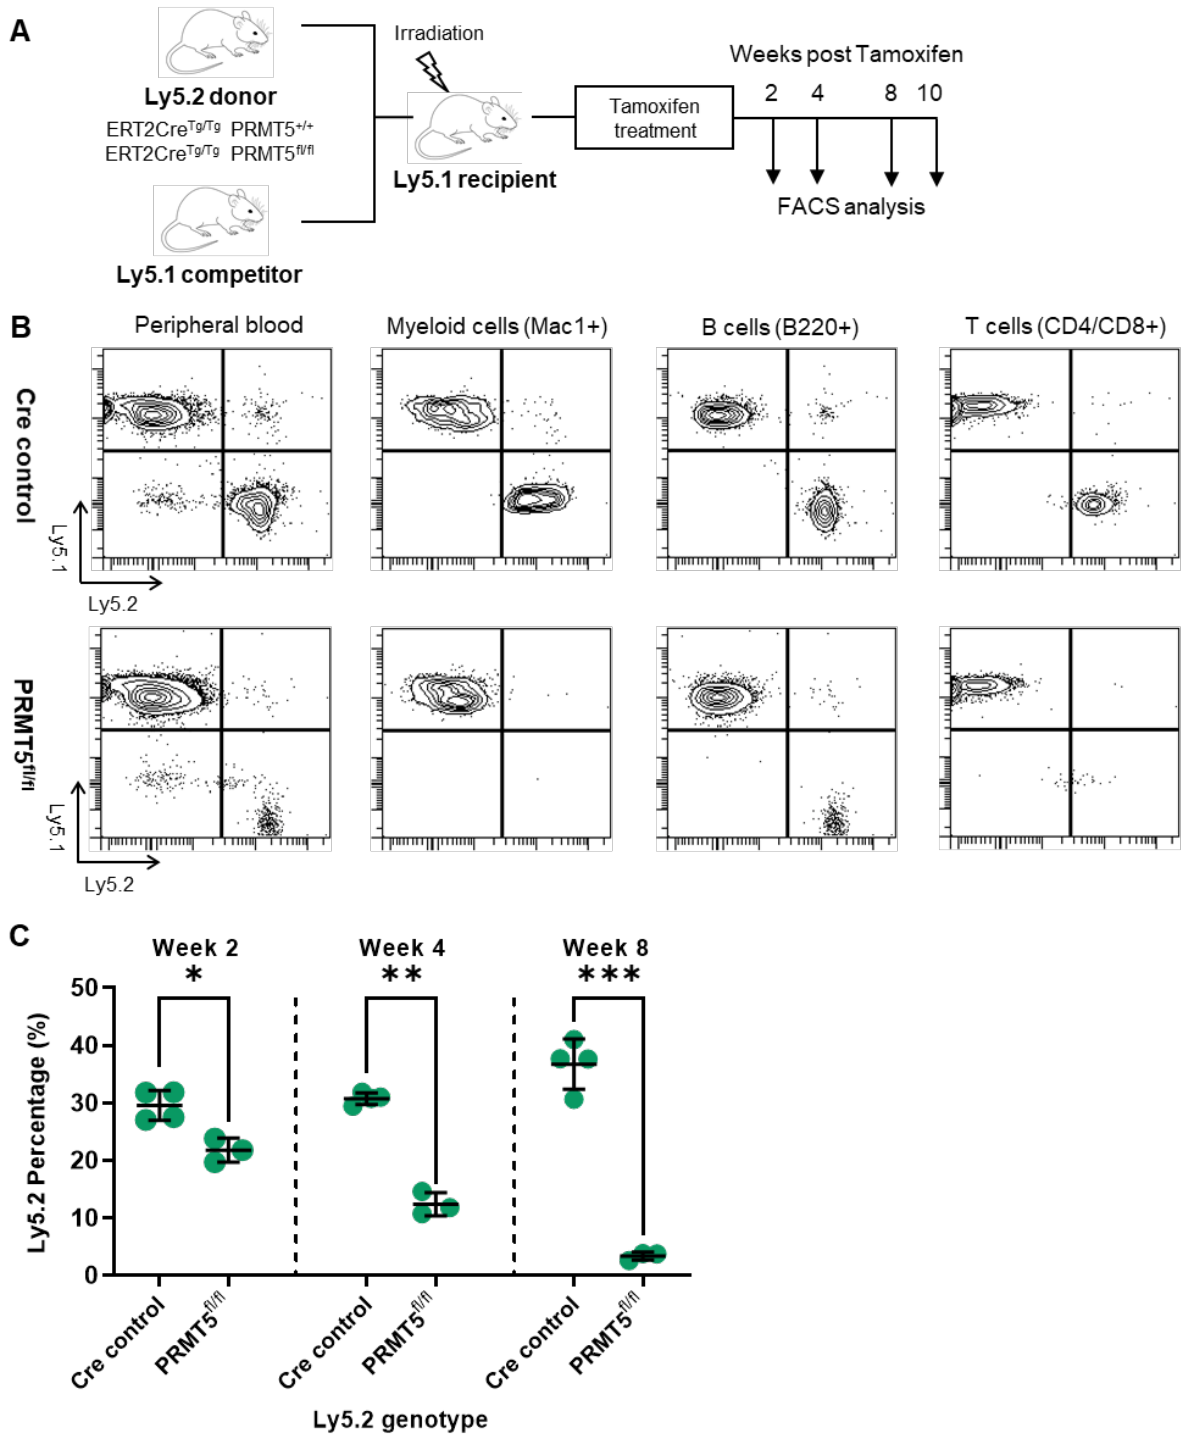 A
Ly5.2 donor
ERT2Cre^Tg/Tg PRMT5^+/+
ERT2Cre^Tg/Tg PRMT5^fl/fl
Ly5.1 competitor
Irradiation
Ly5.1 recipient
Tamoxifen
treatment
Weeks post Tamoxifen
2 4 8 10
FACS analysis
B
Peripheral blood Myeloid cells (Mac1+) B cells (B220+) T cells (CD4/CD8+)
Cre control
Ly5.1
Ly5.2
PRMT5^fl/fl
Ly5.1
Ly5.2
C
Week 2 Week 4 Week 8
* ** ***
Ly5.2 Percentage (%)
50
40
30
20
10
0
Cre control PRMT5^fl/fl Cre control PRMT5^fl/fl Cre control PRMT5^fl/fl
Ly5.2 genotype